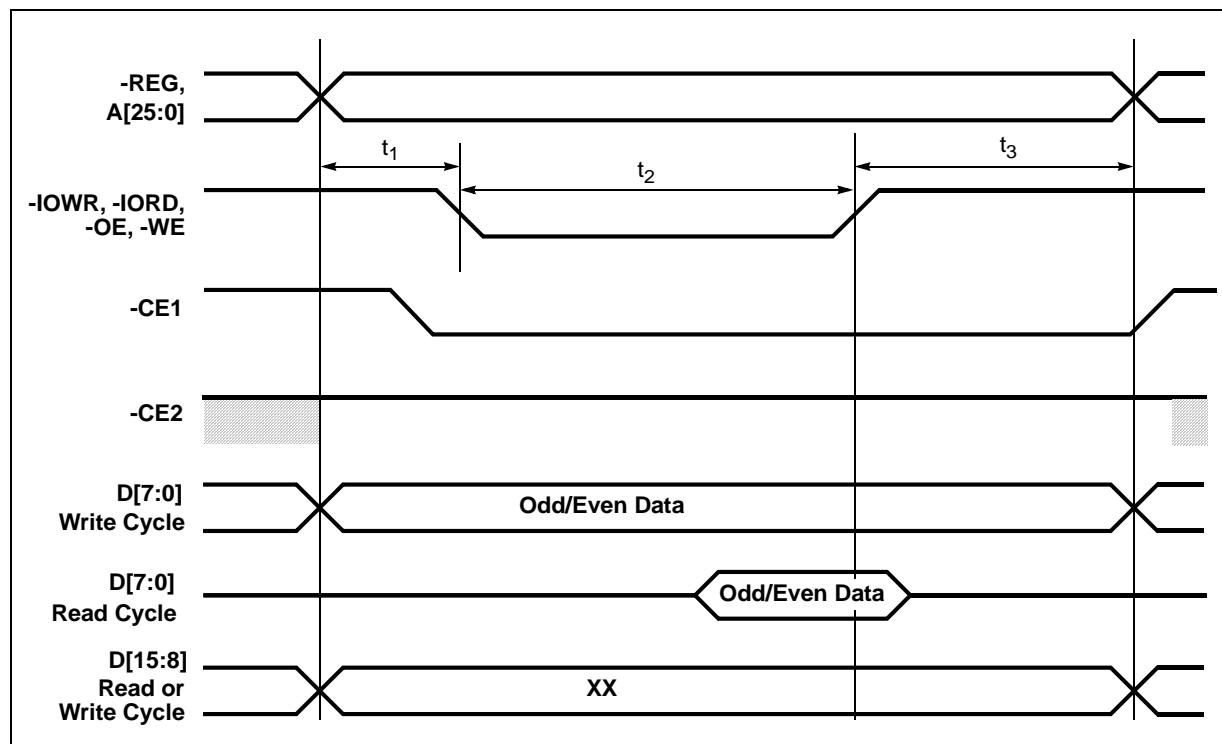 -REG,
A[25:0]
t1
t2
t3
-IOWR, -IORD,
-OE, -WE
-CE1
-CE2
D[7:0]
Write Cycle
Odd/Even Data
D[7:0]
Read Cycle
Odd/Even Data
D[15:8]
Read or
Write Cycle
XX